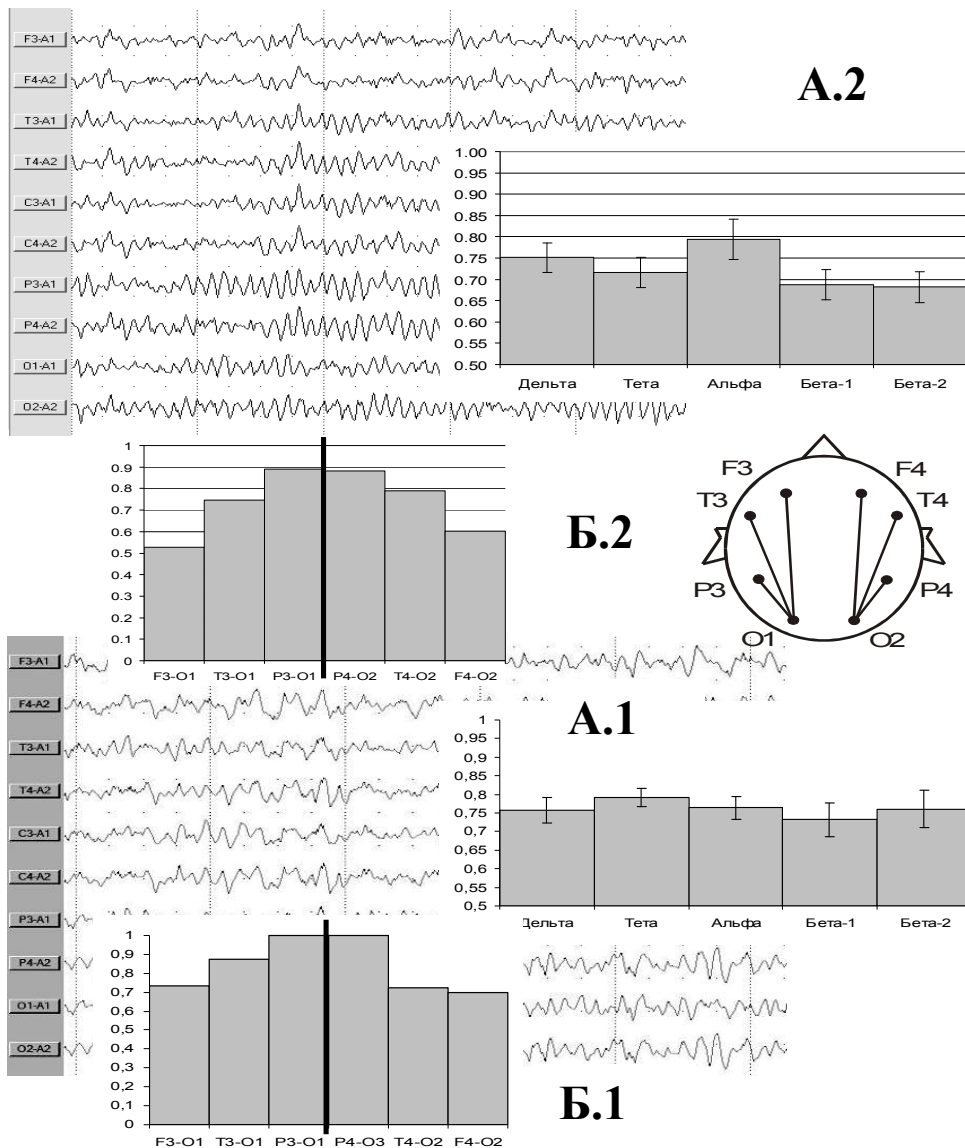 F3-A1
F4-A2
T3-A1
T4-A2
C3-A1
C4-A2
P3-A1
P4-A2
O1-A1
O2-A2
А.2
1.00
0.95
0.90
0.85
0.80
0.75
0.70
0.65
0.60
0.55
0.50
Дельта Тета Альфа Бета-1 Бета-2
1
0.9
0.8
0.7
0.6
0.5
0.4
0.3
0.2
0.1
0
F3-O1 T3-O1 P3-O1 P4-O2 T4-O2 F4-O2
Б.2
F3 F4
T3 T4
P3 P4
O1 O2
F3-A1
F4-A2
T3-A1
T4-A2
C3-A1
C4-A2
P3-A1
P4-A2
O1-A1
O2-A2
А.1
1
0,95
0,9
0,85
0,8
0,75
0,7
0,65
0,6
0,55
0,5
Дельта Тета Альфа Бета-1 Бета-2
1
0,9
0,8
0,7
0,6
0,5
0,4
0,3
0,2
0,1
0
F3-O1 T3-O1 P3-O1 P4-O3 T4-O2 F4-O2
Б.1